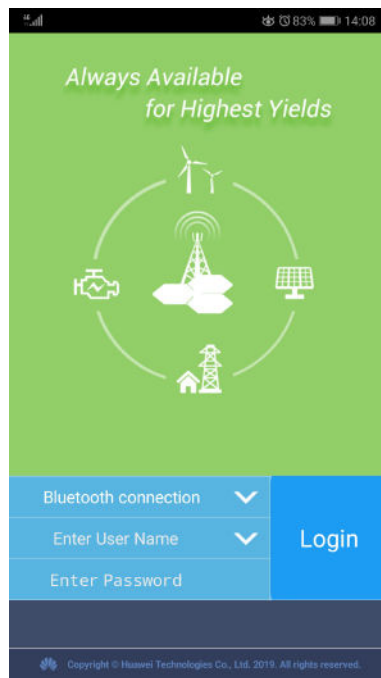 83% 14:08
Always Available
for Highest Yields
Bluetooth connection
Enter User Name
Login
Enter Password
Copyright © Huawei Technologies Co., Ltd. 2019. All rights reserved.